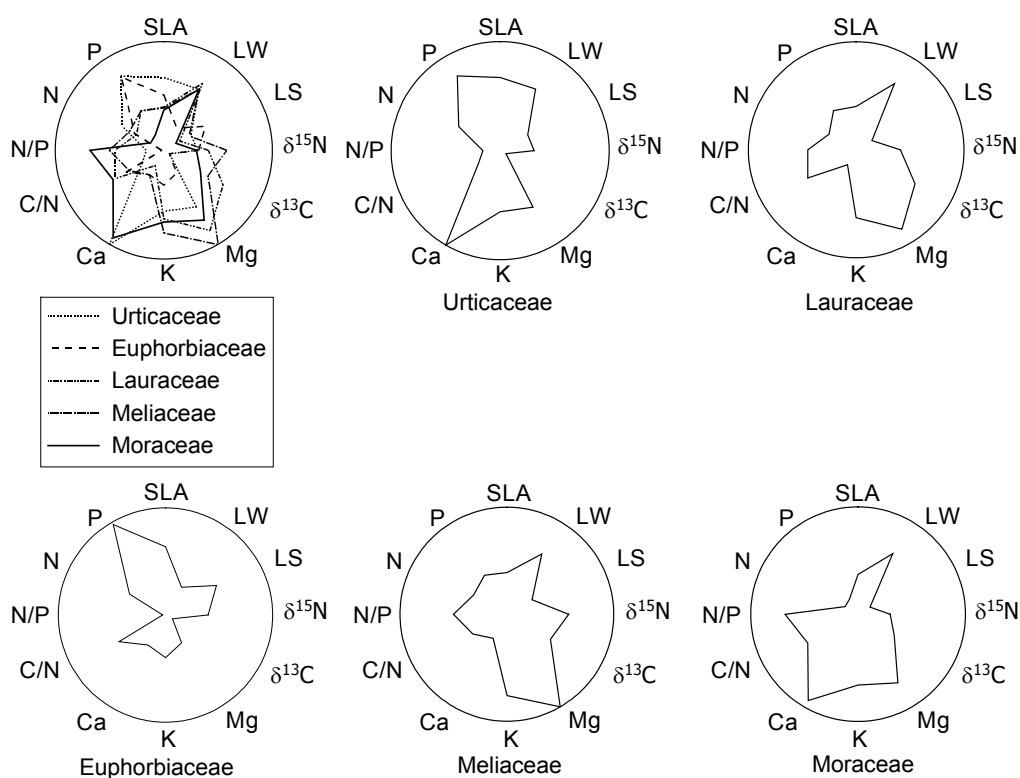 SLA
LW
LS
δ¹⁵N
δ¹³C
Mg
K
Ca
C/N
N/P
N
P
SLA
LW
LS
δ¹⁵N
δ¹³C
Mg
K
Ca
C/N
N/P
N
P
Urticaceae
SLA
LW
LS
δ¹⁵N
δ¹³C
Mg
K
Ca
C/N
N/P
N
P
Lauraceae
Urticaceae
Euphorbiaceae
Lauraceae
Meliaceae
Moraceae
SLA
LW
LS
δ¹⁵N
δ¹³C
Mg
K
Ca
C/N
N/P
N
P
Euphorbiaceae
SLA
LW
LS
δ¹⁵N
δ¹³C
Mg
K
Ca
C/N
N/P
N
P
Meliaceae
SLA
LW
LS
δ¹⁵N
δ¹³C
Mg
K
Ca
C/N
N/P
N
P
Moraceae